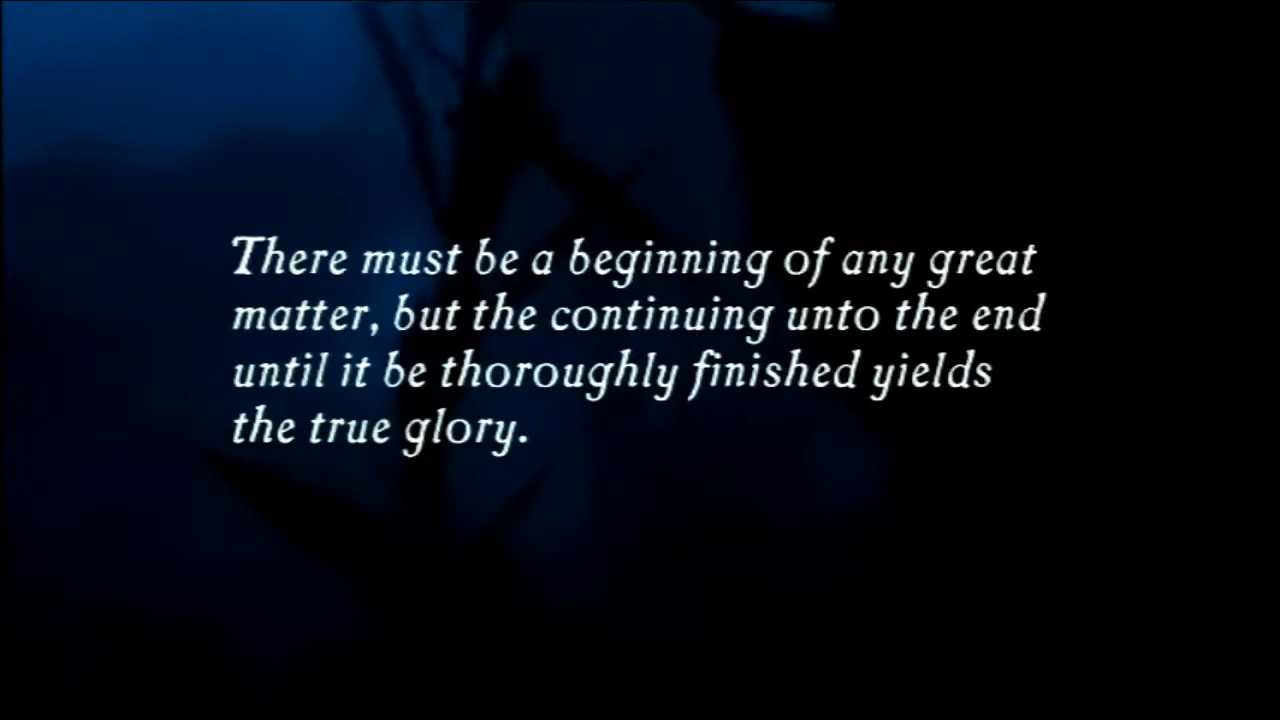 There must be a beginning of any great
matter, but the continuing unto the end
until it be thoroughly finished yields
the true glory.